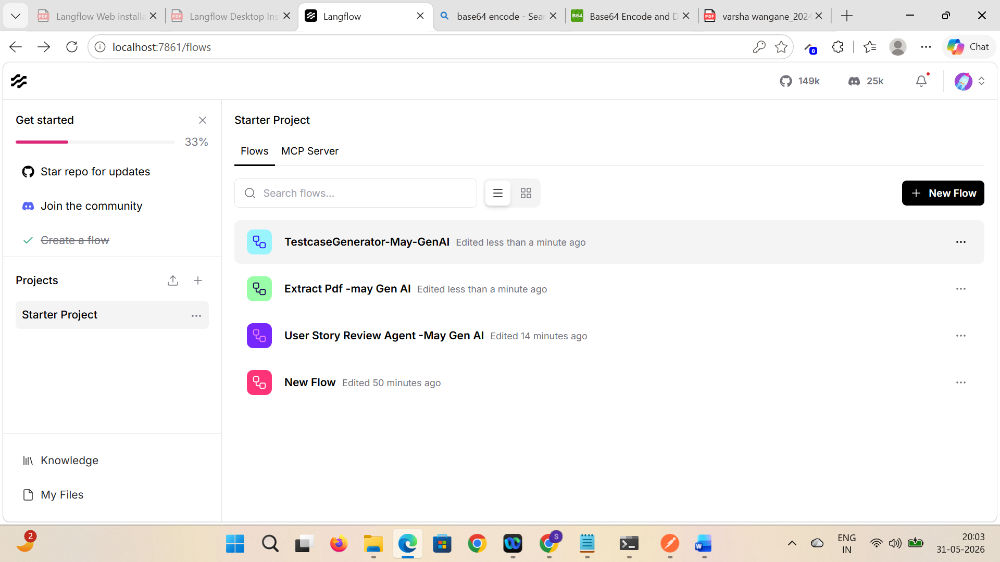 Langflow Web installa
Langflow Desktop Ins
Langflow
base64 encode - Sear
B64
Base64 Encode and D
varsha wangane_2024
localhost:7861/flows
0
Chat
149k
25k
Get started
33%
Star repo for updates
Join the community
Create a flow
Projects
Starter Project
Knowledge
My Files
Starter Project
Flows
MCP Server
Search flows...
New Flow
TestcaseGenerator-May-GenAI Edited less than a minute ago
Extract Pdf -may Gen AI Edited less than a minute ago
User Story Review Agent -May Gen AI Edited 14 minutes ago
New Flow Edited 50 minutes ago
2
S
W
ENG
IN
20:03
31-05-2026